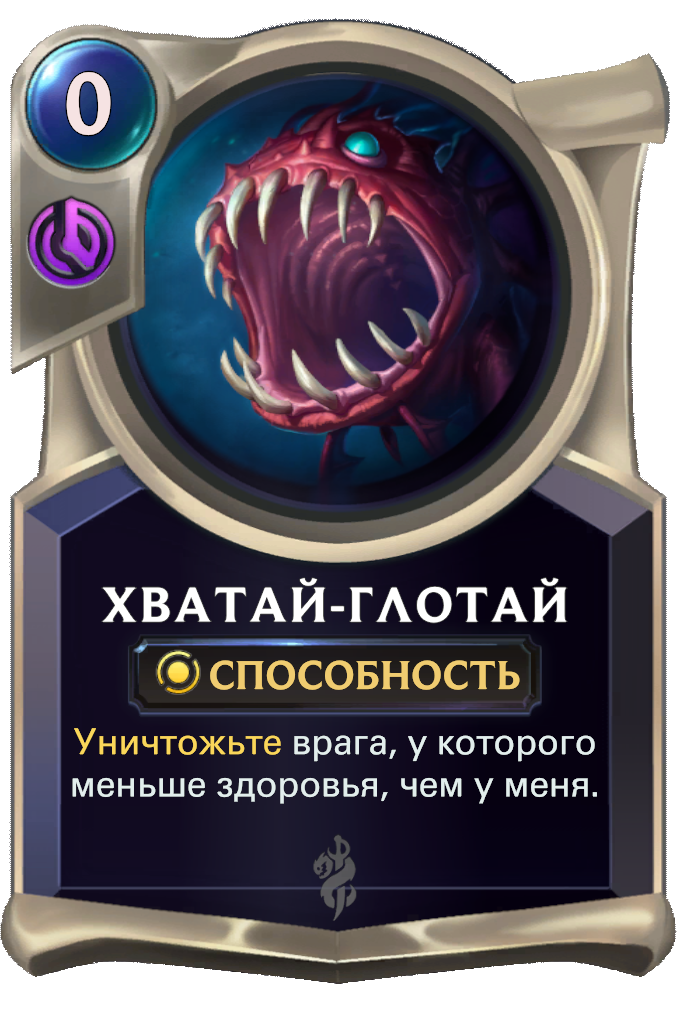 0
ХВАТАЙ-ГЛОТАЙ
СПОСОБНОСТЬ
Уничтожьте врага, у которого
меньше здоровья, чем у меня.